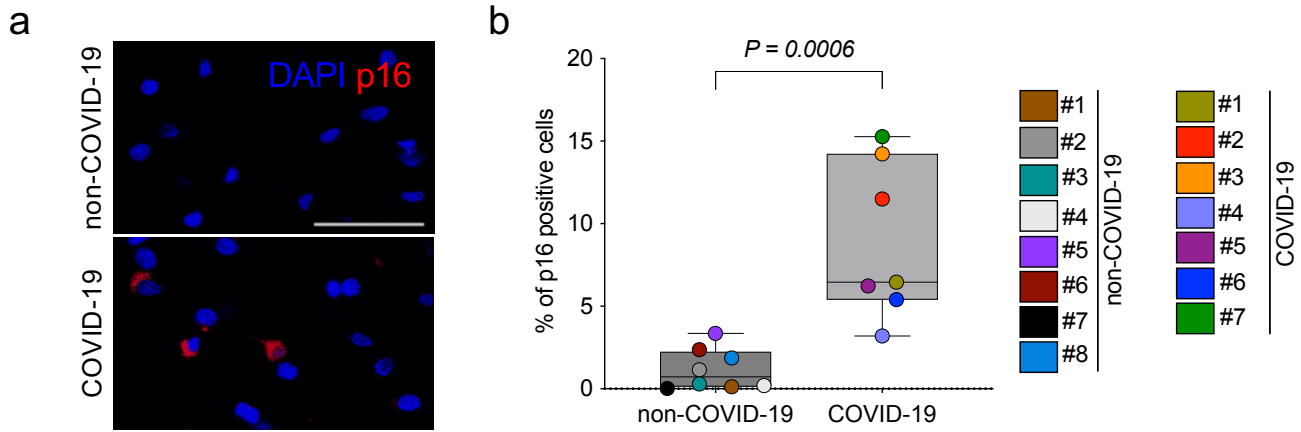 a
non-COVID-19
DAPI p16
COVID-19
b
P = 0.0006
% of p16 positive cells
20
15
10
5
0
non-COVID-19
COVID-19
#1
#2
#3
#4
#5
#6
#7
#8
non-COVID-19
#1
#2
#3
#4
#5
#6
#7
COVID-19